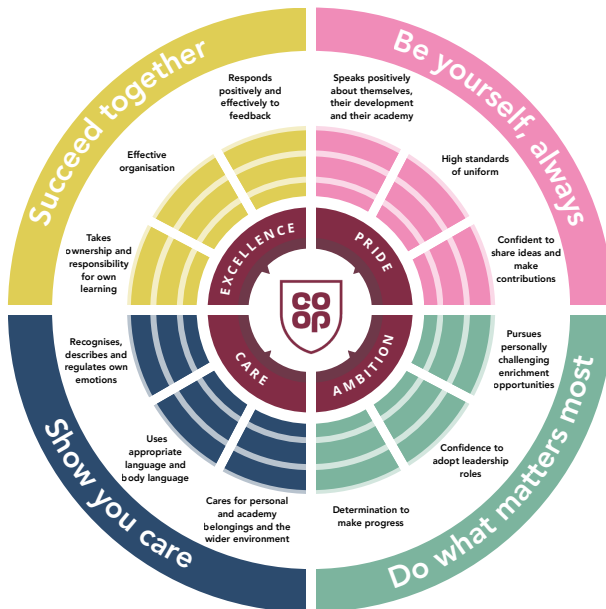 Succeed together
Be yourself, always
Responds
positively and
effectively to
feedback
Speaks positively
about themselves,
their development
and their academy
Effective
organisation
High standards
of uniform
Takes
ownership and
responsibility
for own
learning
Confident to
share ideas and
make
contributions
EXCELLENCE
PRIDE
CO
OP
CARE
AMBITION
Recognises,
describes and
regulates own
emotions
Pursues
personally
challenging
enrichment
opportunities
Uses
appropriate
language and
body language
Confidence to
adopt leadership
roles
Cares for personal
and academy
belongings and the
wider environment
Determination to
make progress
Show you care
Do what matters most